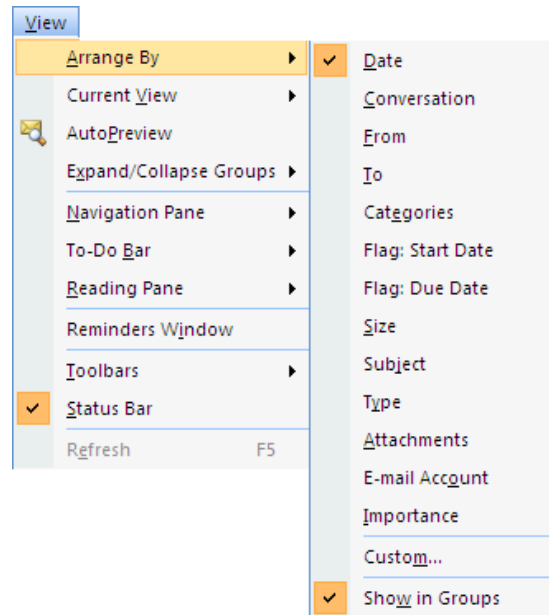 View
Arrange By
Current View
AutoPreview
Expand/Collapse Groups
Navigation Pane
To-Do Bar
Reading Pane
Reminders Window
Toolbars
Status Bar
Refresh F5
Date
Conversation
From
To
Categories
Flag: Start Date
Flag: Due Date
Size
Subject
Type
Attachments
E-mail Account
Importance
Custom...
Show in Groups